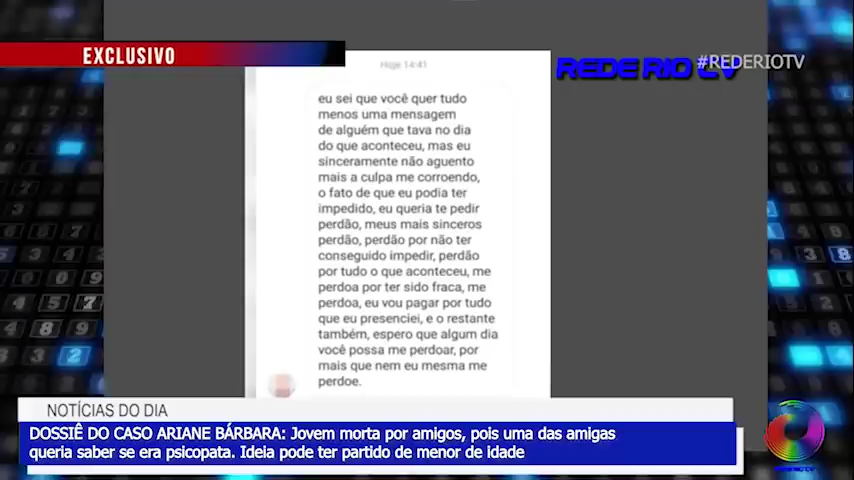 EXCLUSIVO
REDE RIO TV
#REDERIOTV
Hoje 14:41
eu sei que você quer tudo
menos uma mensagem
de alguém que tava no dia
do que aconteceu, mas eu
sinceramente não aguento
mais a culpa me corroendo,
o fato de que eu podia ter
impedido, eu queria te pedir
perdão, meus mais sinceros
perdão, perdão por não ter
conseguido impedir, perdão
por tudo o que aconteceu, me
perdoa por ter sido fraca, me
perdoa, eu vou pagar por tudo
que eu presenciei, e o restante
também, espero que algum dia
você possa me perdoar, por
mais que nem eu mesma me
perdoe.
NOTÍCIAS DO DIA
DOSSIÊ DO CASO ARIANE BÁRBARA: Jovem morta por amigos, pois uma das amigas
queria saber se era psicopata. Ideia pode ter partido de menor de idade